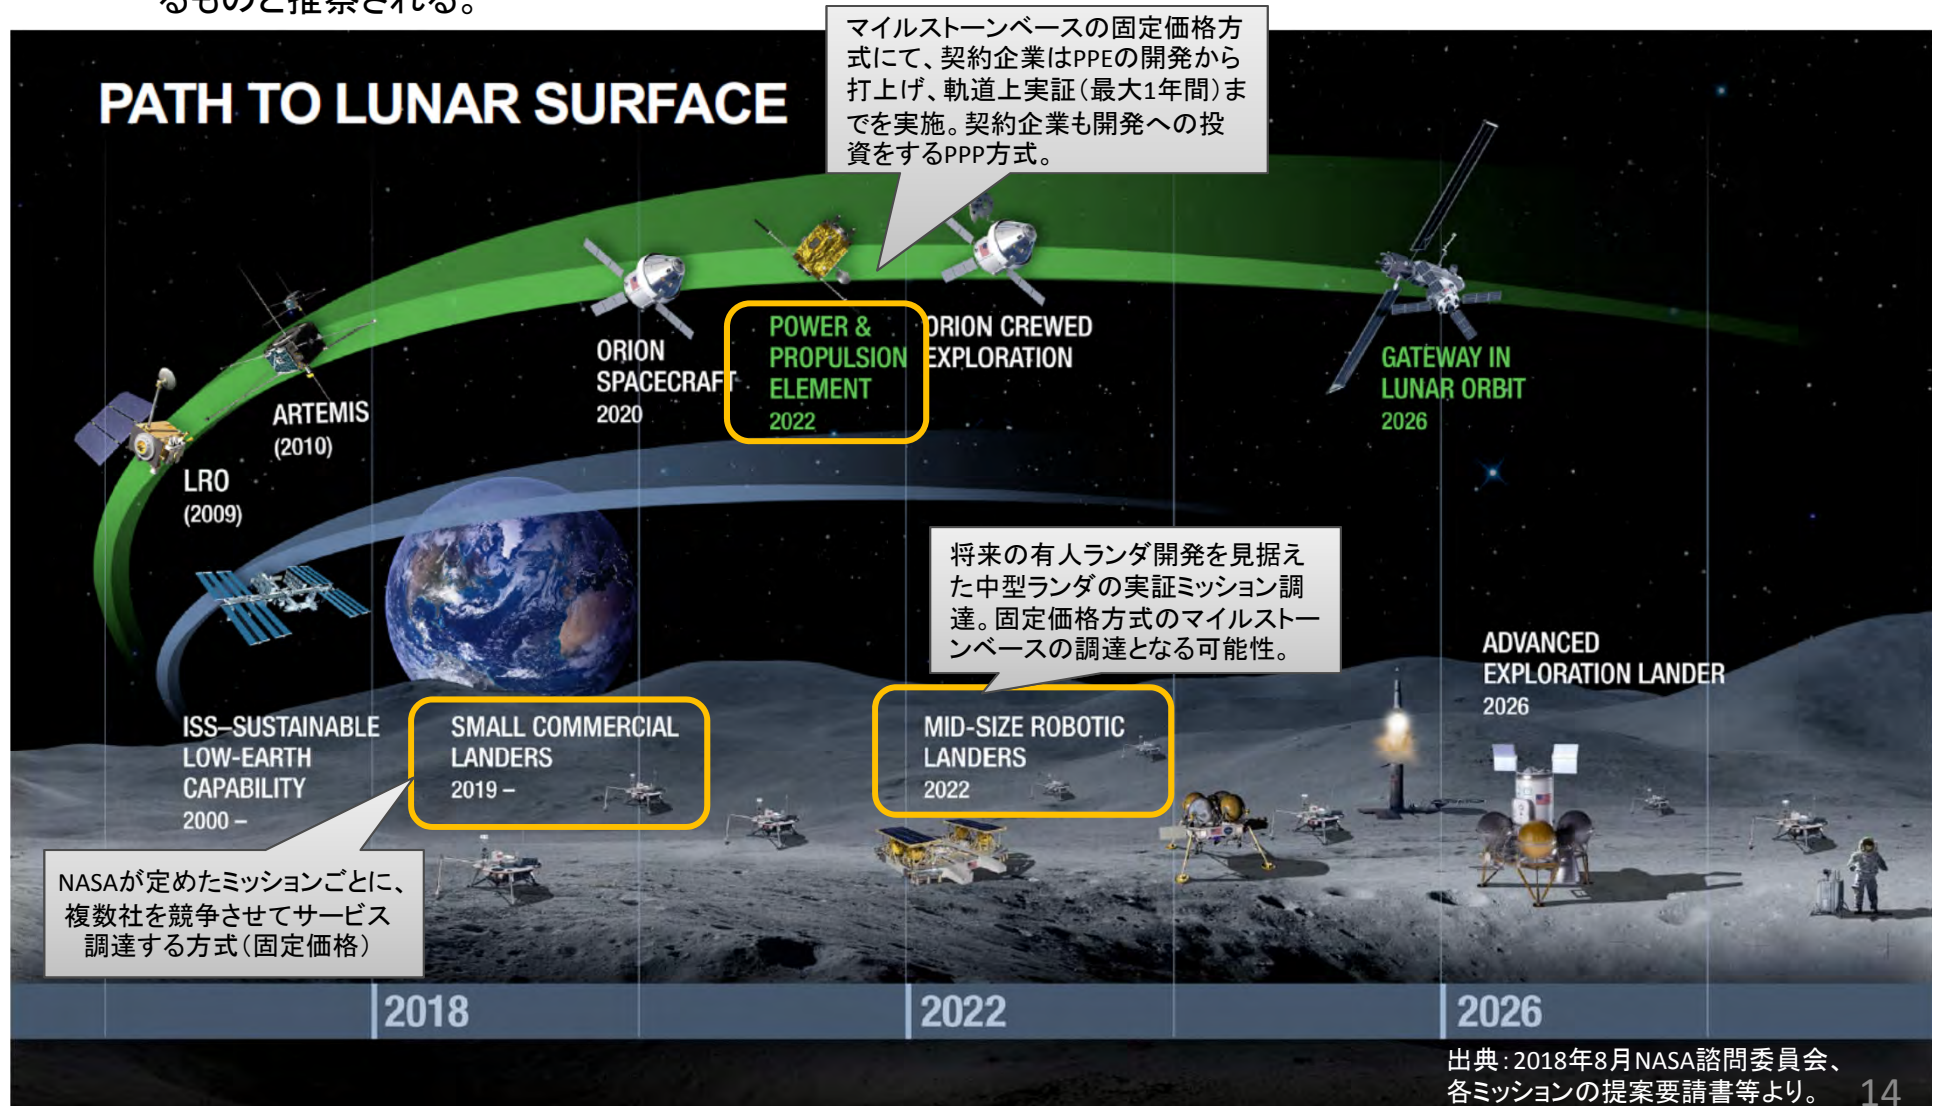 るものと推察される。
マイルストーンベースの固定価格方
式にて、契約企業はPPEの開発から
打上げ、軌道上実証(最大1年間)ま
でを実施。契約企業も開発への投
資をするPPP方式。
PATH TO LUNAR SURFACE
POWER &
PROPULSION
ELEMENT
2022
ORION CREWED
EXPLORATION
ORION
SPACECRAFT
2020
GATEWAY IN
LUNAR ORBIT
2026
ARTEMIS
(2010)
LRO
(2009)
将来の有人ランダ開発を見据え
た中型ランダの実証ミッション調
達。固定価格方式のマイルストー
ンベースの調達となる可能性。
ADVANCED
EXPLORATION LANDER
2026
ISS–SUSTAINABLE
LOW-EARTH
CAPABILITY
2000 –
SMALL COMMERCIAL
LANDERS
2019 –
MID-SIZE ROBOTIC
LANDERS
2022
NASAが定めたミッションごとに、
複数社を競争させてサービス
調達する方式(固定価格)
2018
2022
2026
出典:2018年8月NASA諮問委員会、
各ミッションの提案要請書等より。
14